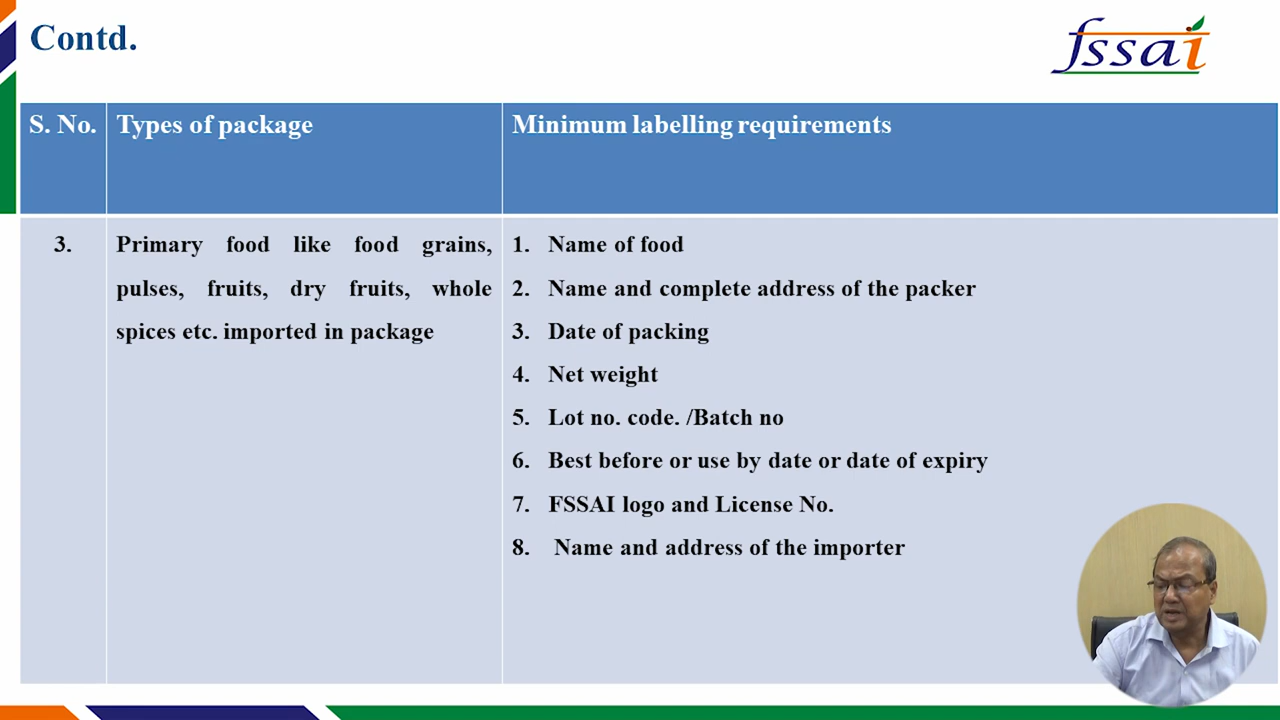 Contd.
fssai
S. No.
Types of package
Minimum labelling requirements
3.
Primary food like food grains,
pulses, fruits, dry fruits, whole
spices etc. imported in package
1. Name of food
2. Name and complete address of the packer
3. Date of packing
4. Net weight
5. Lot no. code. /Batch no
6. Best before or use by date or date of expiry
7. FSSAI logo and License No.
8. Name and address of the importer